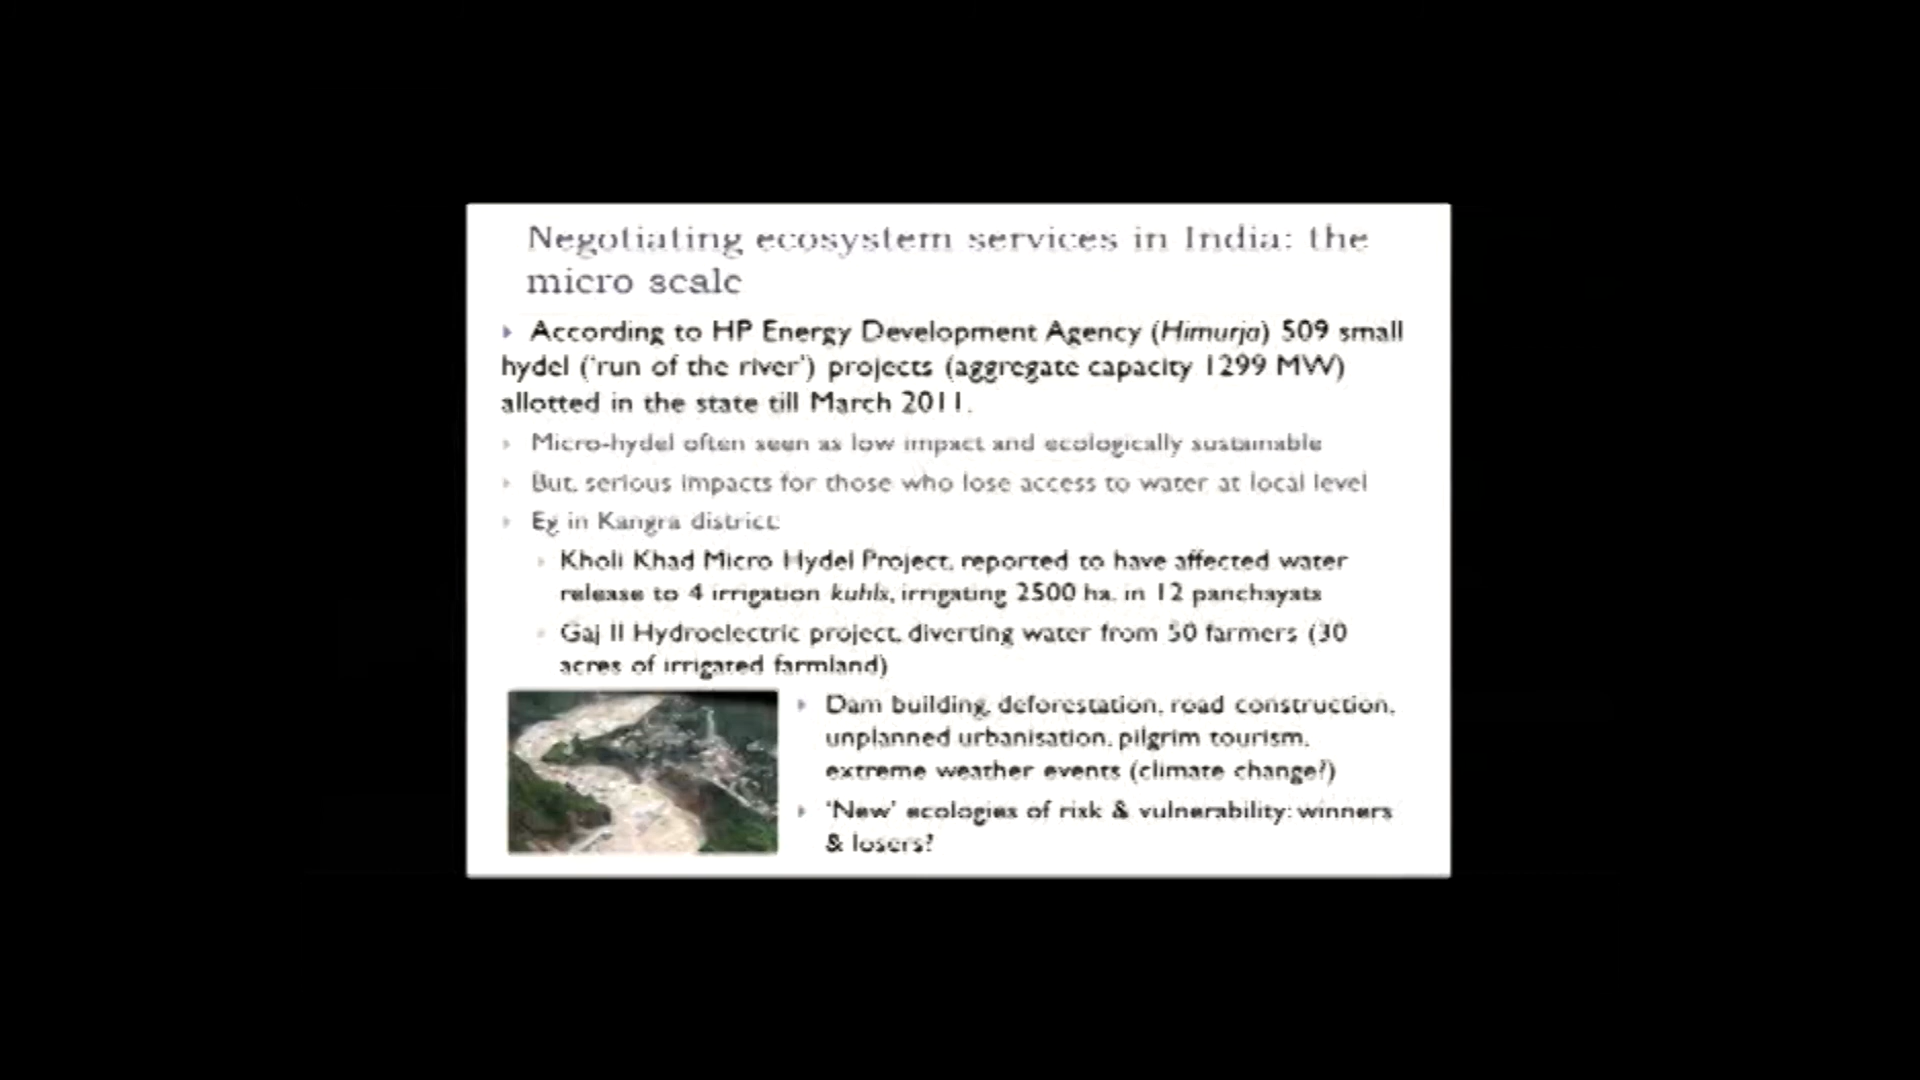 Negotiating ecosystem services in India: the
micro scale
According to HP Energy Development Agency (Himurja) 509 small
hydel ('run of the river') projects (aggregate capacity 1299 MW)
allotted in the state till March 2011.
Micro-hydel often seen as low impact and ecologically sustainable
But, serious impacts for those who lose access to water at local level
Eg in Kangra district:
Kholi Khad Micro Hydel Project, reported to have affected water
release to 4 irrigation kuhls, irrigating 2500 ha. in 12 panchayats
Gaj II Hydroelectric project, diverting water from 50 farmers (30
acres of irrigated farmland)
Dam building, deforestation, road construction,
unplanned urbanisation, pilgrim tourism,
extreme weather events (climate change?)
'New' ecologies of risk & vulnerability: winners
& losers?